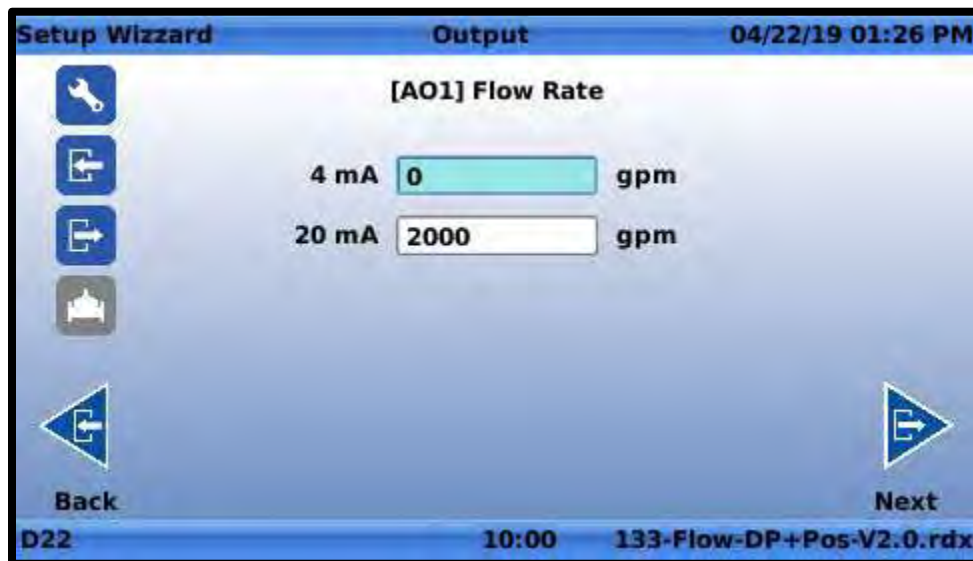 Setup Wizzard Output 04/22/19 01:26 PM
[AO1] Flow Rate
4 mA 0 gpm
20 mA 2000 gpm
Back Next
D22 10:00 133-Flow-DP+Pos-V2.0.rdx